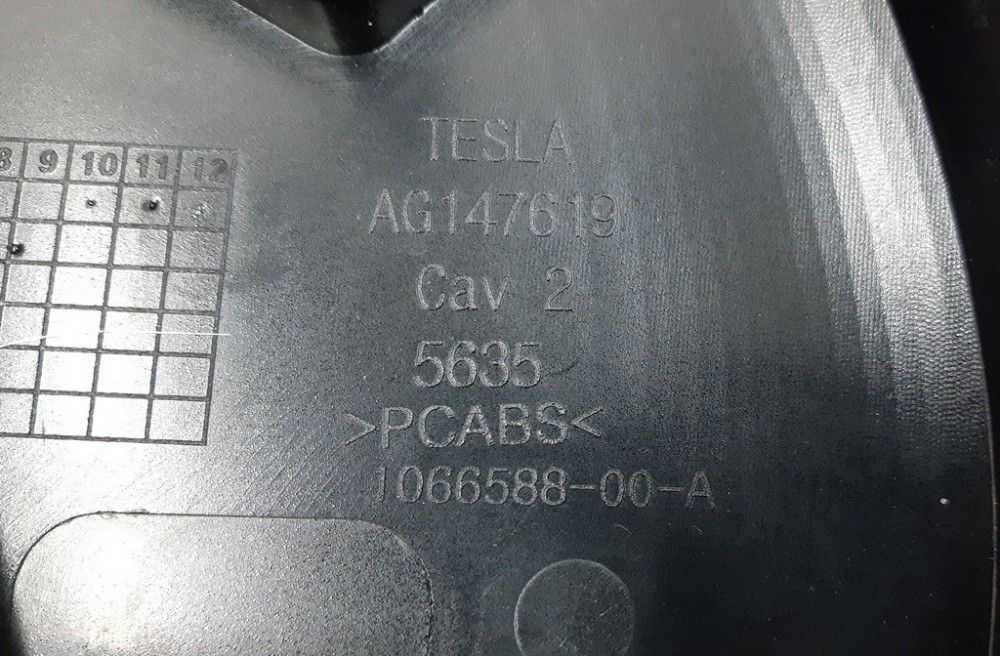 TESLA
8 9 10 11 12
AG147619
Cav 2
5635
>PCABS<
1066588-00-A